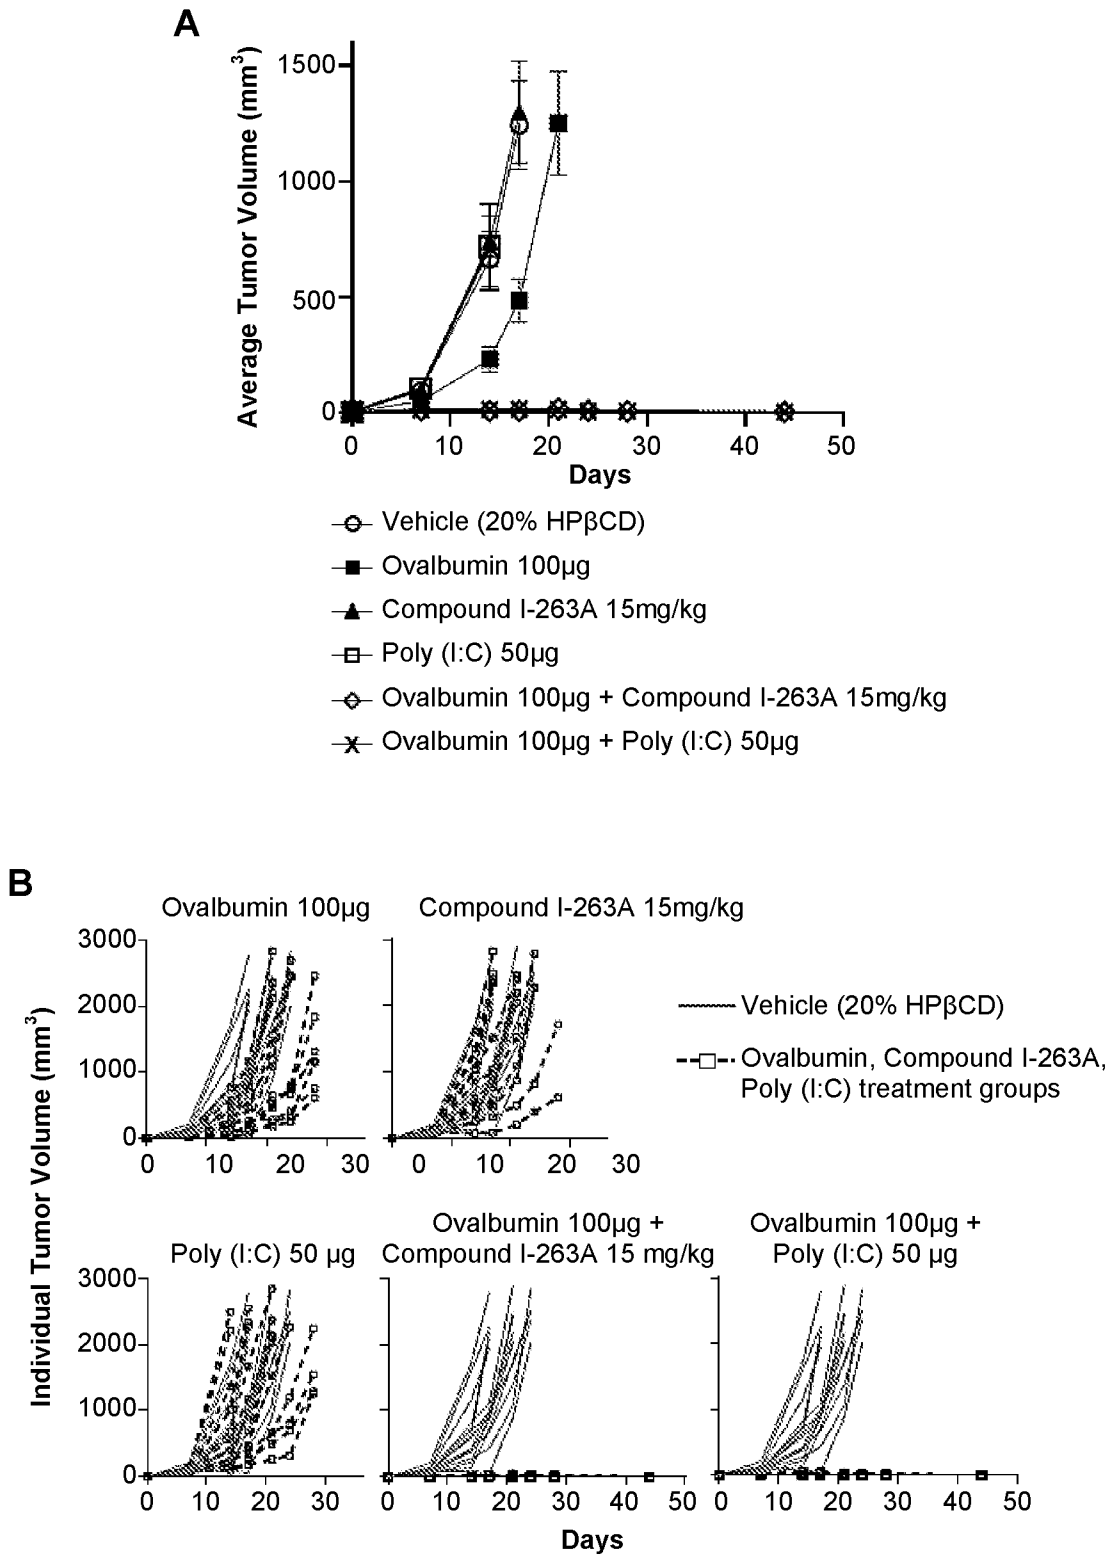 A
Average Tumor Volume (mm³)
1500
1000
500
0
0 10 20 30 40 50
Days
Vehicle (20% HPβCD)
Ovalbumin 100µg
Compound I-263A 15mg/kg
Poly (I:C) 50µg
Ovalbumin 100µg + Compound I-263A 15mg/kg
Ovalbumin 100µg + Poly (I:C) 50µg
B
Individual Tumor Volume (mm³)
Ovalbumin 100µg
Compound I-263A 15mg/kg
3000
2000
1000
0
0 10 20 30
0 10 20 30
Vehicle (20% HPβCD)
Ovalbumin, Compound I-263A,
Poly (I:C) treatment groups
Poly (I:C) 50 µg
Ovalbumin 100µg +
Compound I-263A 15 mg/kg
Ovalbumin 100µg +
Poly (I:C) 50 µg
3000
2000
1000
0
0 10 20 30
0 10 20 30 40 50
0 10 20 30 40 50
Days